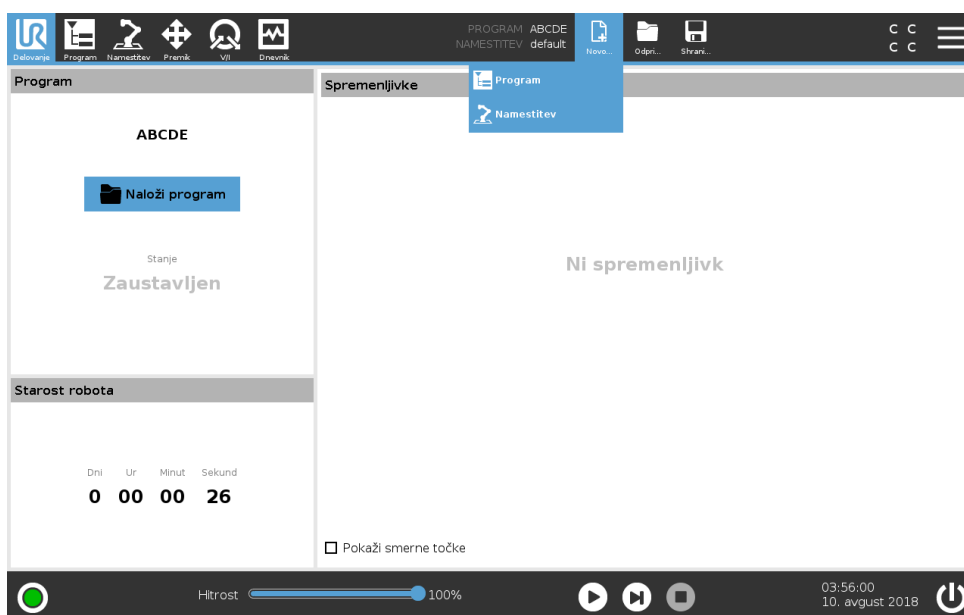 UR
Delovanje
Program
Namestitev
Premik
V/I
Dnevnik
PROGRAM ABCDE
NAMESTITEV default
Novo...
Odpri...
Shrani...
C C
C C
Program
Namestitev
Program
ABCDE
Naloži program
Stanje
Zaustavljen
Spremenljivke
Ni spremenljivk
Starost robota
Dni Ur Minut Sekund
0 00 00 26
Pokaži smerne točke
Hitrost 100%
03:56:00
10. avgust 2018